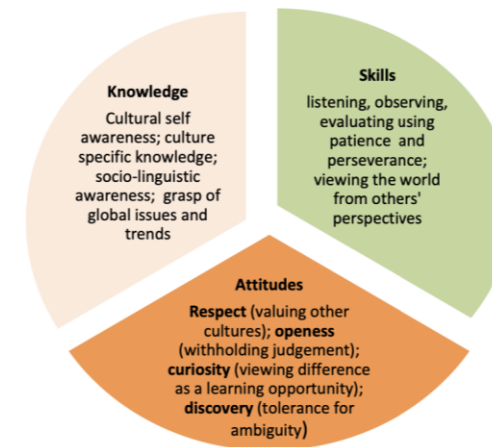 Knowledge
Cultural self
awareness; culture
specific knowledge;
socio-linguistic
awareness; grasp of
global issues and
trends
Skills
listening, observing,
evaluating using
patience and
perseverance;
viewing the world
from others'
perspectives
Attitudes
Respect (valuing other
cultures); openess
(withholding judgement);
curiosity (viewing difference
as a learning opportunity);
discovery (tolerance for
ambiguity)